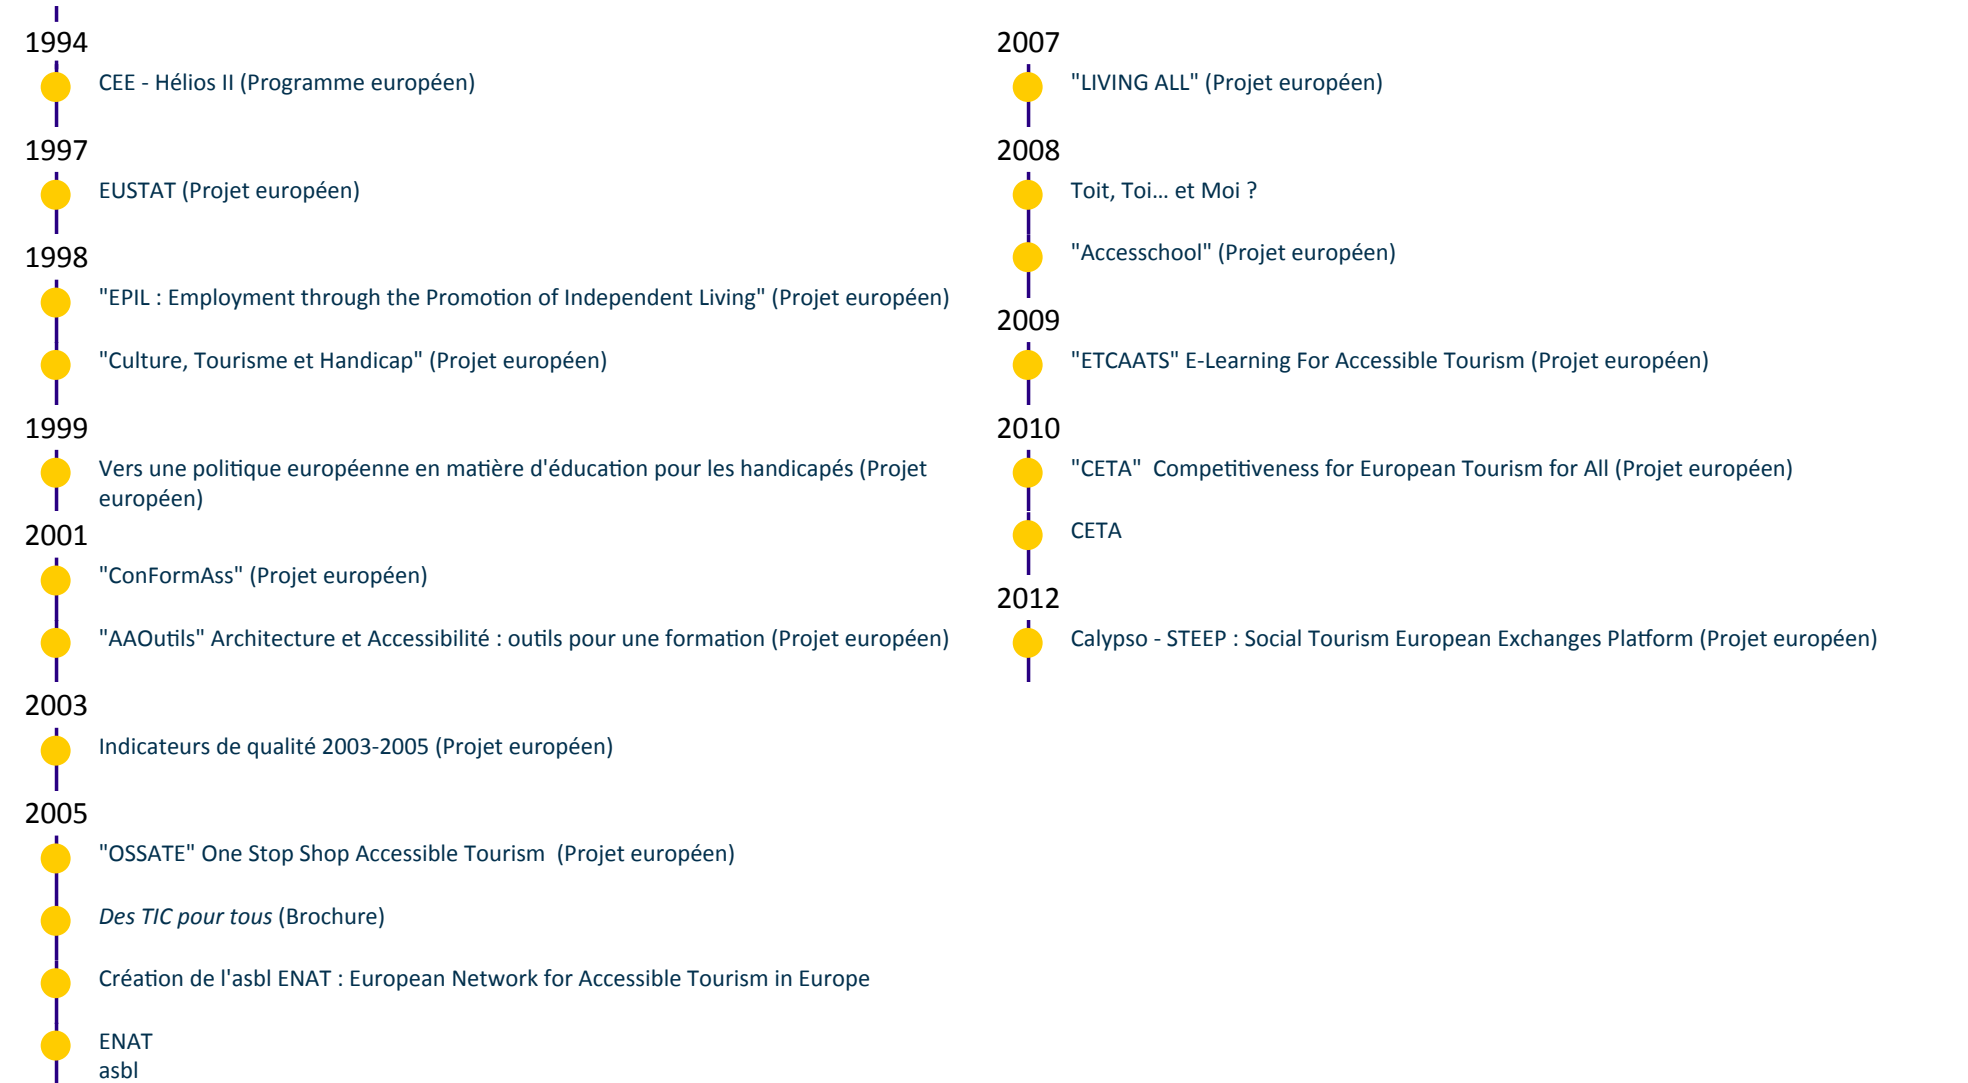 1994
CEE - Hélios II (Programme européen)
1997
EUSTAT (Projet européen)
1998
"EPIL : Employment through the Promotion of Independent Living" (Projet européen)
"Culture, Tourisme et Handicap" (Projet européen)
1999
Vers une politique européenne en matière d'éducation pour les handicapés (Projet
européen)
2001
"ConFormAss" (Projet européen)
"AAOutils" Architecture et Accessibilité : outils pour une formation (Projet européen)
2003
Indicateurs de qualité 2003-2005 (Projet européen)
2005
"OSSATE" One Stop Shop Accessible Tourism  (Projet européen)
Des TIC pour tous (Brochure)
Création de l'asbl ENAT : European Network for Accessible Tourism in Europe
ENAT
asbl
2007
"LIVING ALL" (Projet européen)
2008
Toit, Toi... et Moi ?
"Accesschool" (Projet européen)
2009
"ETCAATS" E-Learning For Accessible Tourism (Projet européen)
2010
"CETA"  Competitiveness for European Tourism for All (Projet européen)
CETA
2012
Calypso - STEEP : Social Tourism European Exchanges Platform (Projet européen)